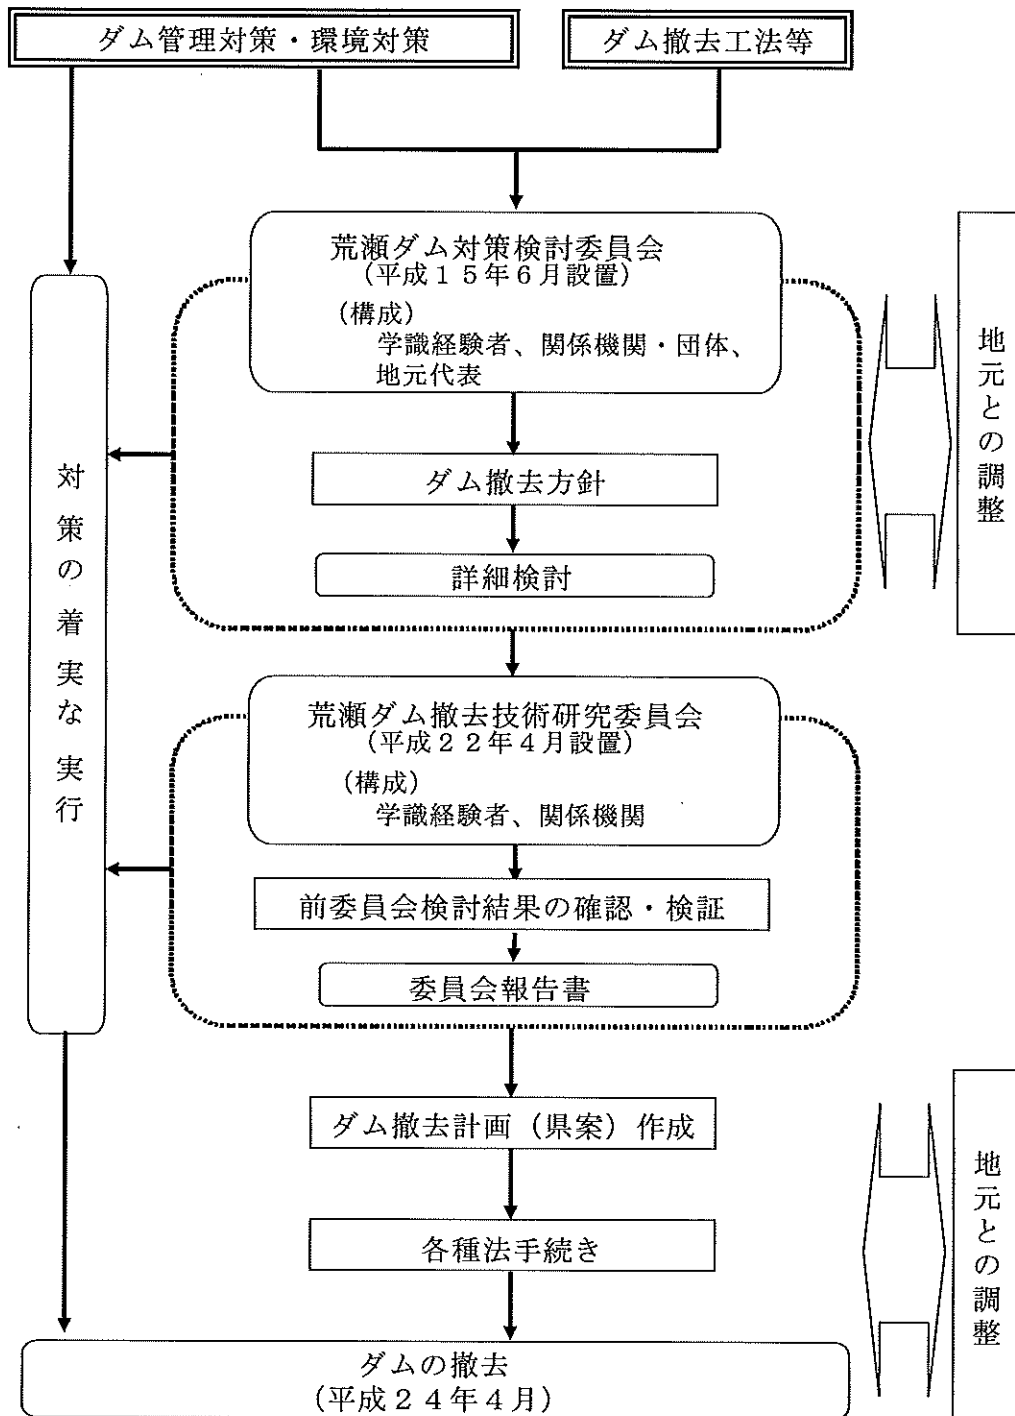 ダム管理対策・環境対策
ダム撤去工法等
荒瀬ダム対策検討委員会
(平成15年6月設置)
(構成)
学識経験者、関係機関・団体、
地元代表
ダム撤去方針
詳細検討
地元との調整
対策の着実な実行
荒瀬ダム撤去技術研究委員会
(平成22年4月設置)
(構成)
学識経験者、関係機関
前委員会検討結果の確認・検証
委員会報告書
ダム撤去計画(県案)作成
各種法手続き
地元との調整
ダムの撤去
(平成24年4月)